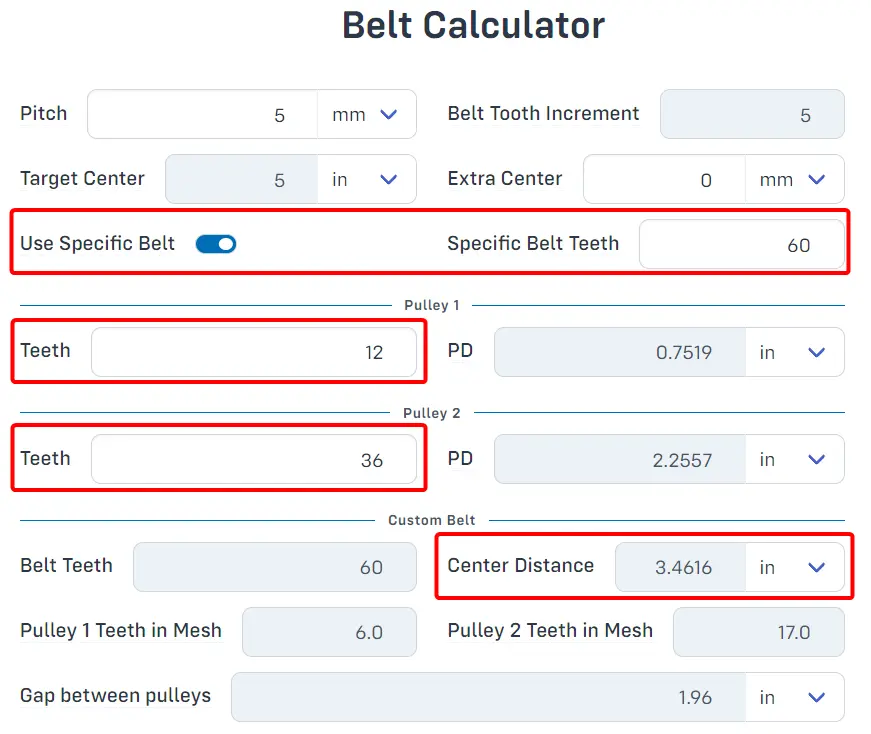 Belt Calculator
Pitch 5 mm Belt Tooth Increment 5
Target Center 5 in Extra Center 0 mm
Use Specific Belt Specific Belt Teeth 60
Pulley 1
Teeth 12 PD 0.7519 in
Pulley 2
Teeth 36 PD 2.2557 in
Custom Belt
Belt Teeth 60 Center Distance 3.4616 in
Pulley 1 Teeth in Mesh 6.0 Pulley 2 Teeth in Mesh 17.0
Gap between pulleys 1.96 in